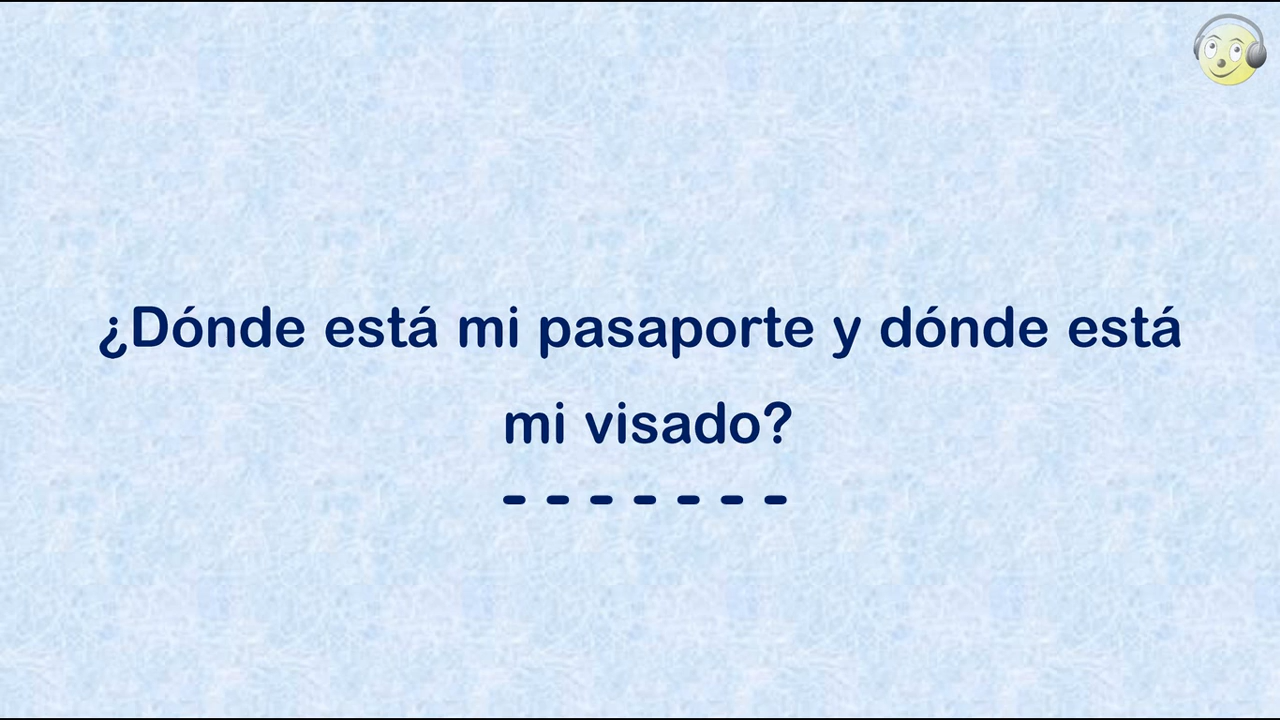 ¿Dónde está mi pasaporte y dónde está
mi visado?
- - - - - - -